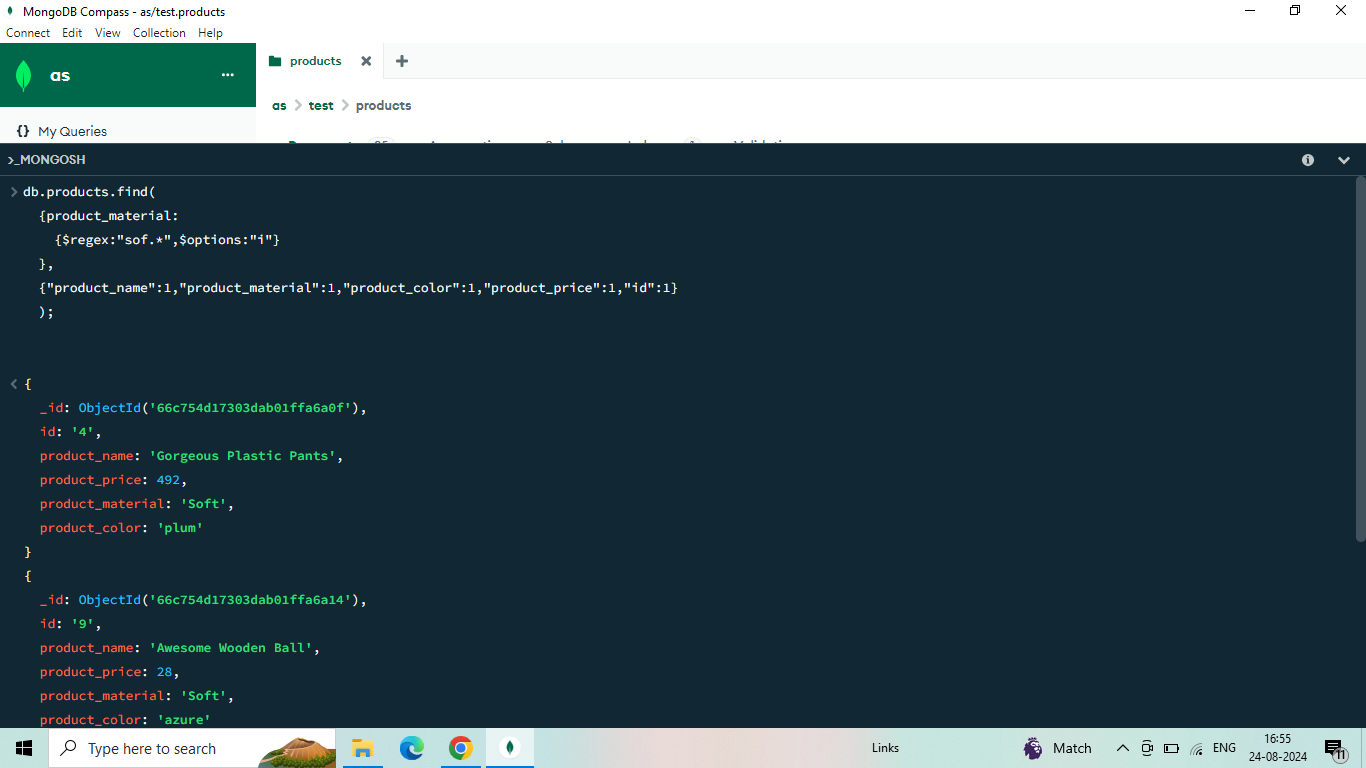 MongoDB Compass - as/test.products
Connect Edit View Collection Help
as ···
products
as > test > products
{} My Queries
>_MONGOSH
> db.products.find(
{product_material:
{$regex:"sof.*",$options:"i"}
},
{"product_name":1,"product_material":1,"product_color":1,"product_price":1,"id":1}
);
< {
_id: ObjectId('66c754d17303dab01ffa6a0f'),
id: '4',
product_name: 'Gorgeous Plastic Pants',
product_price: 492,
product_material: 'Soft',
product_color: 'plum'
}
{
_id: ObjectId('66c754d17303dab01ffa6a14'),
id: '9',
product_name: 'Awesome Wooden Ball',
product_price: 28,
product_material: 'Soft',
product_color: 'azure'
Type here to search
Links
Match
ENG
16:55
24-08-2024
11